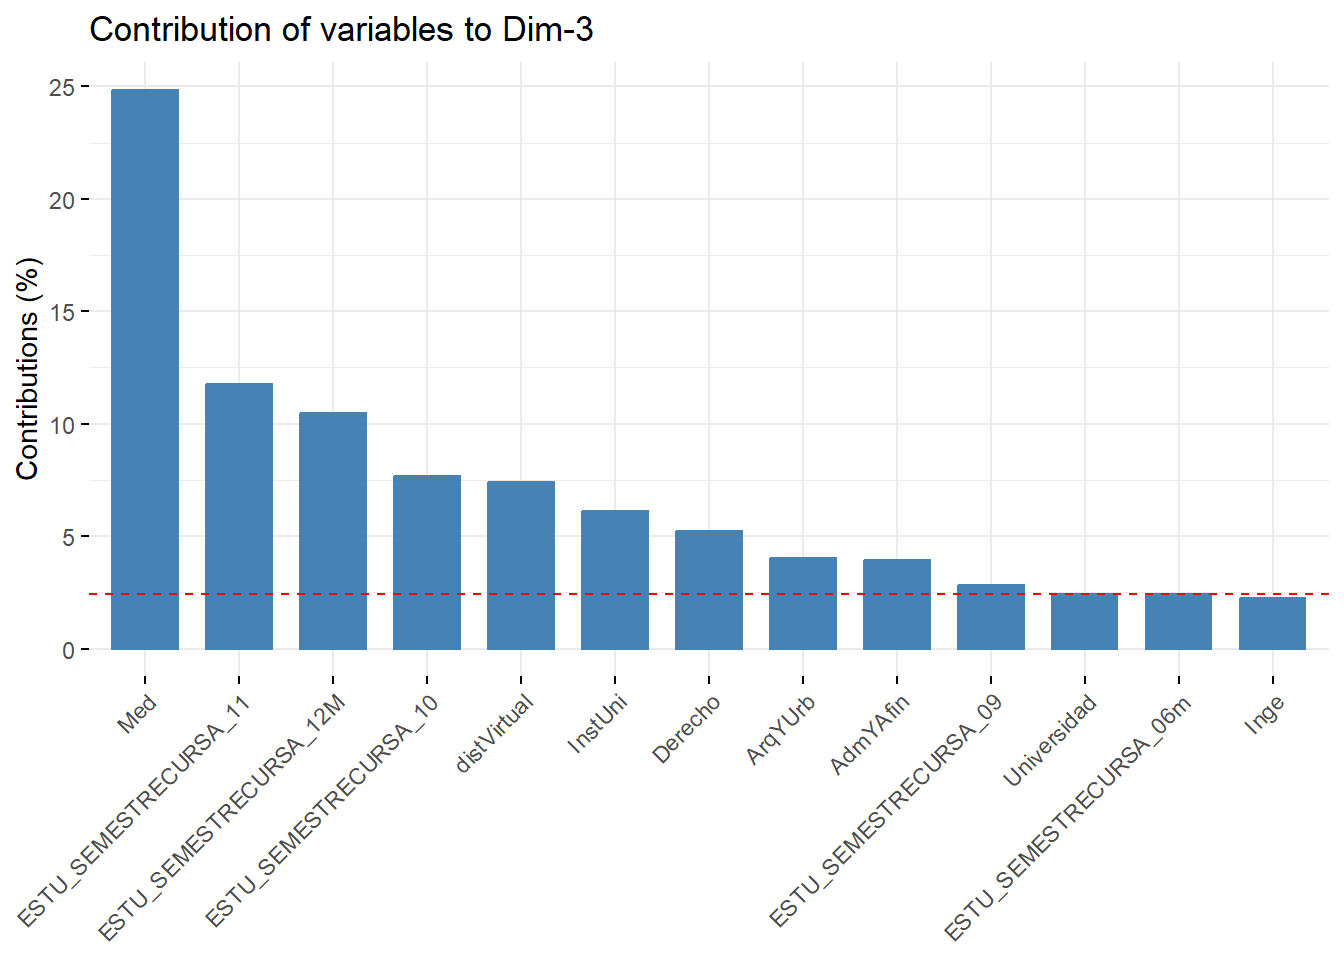 Contribution of variables to Dim-3
Contributions (%)
25
20
15
10
5
0
Med
ESTU_SEMESTRECURSA_11
ESTU_SEMESTRECURSA_12M
ESTU_SEMESTRECURSA_10
distVirtual
InstUni
Derecho
ArqYUrb
AdmYAfin
ESTU_SEMESTRECURSA_09
Universidad
ESTU_SEMESTRECURSA_06m
Inge